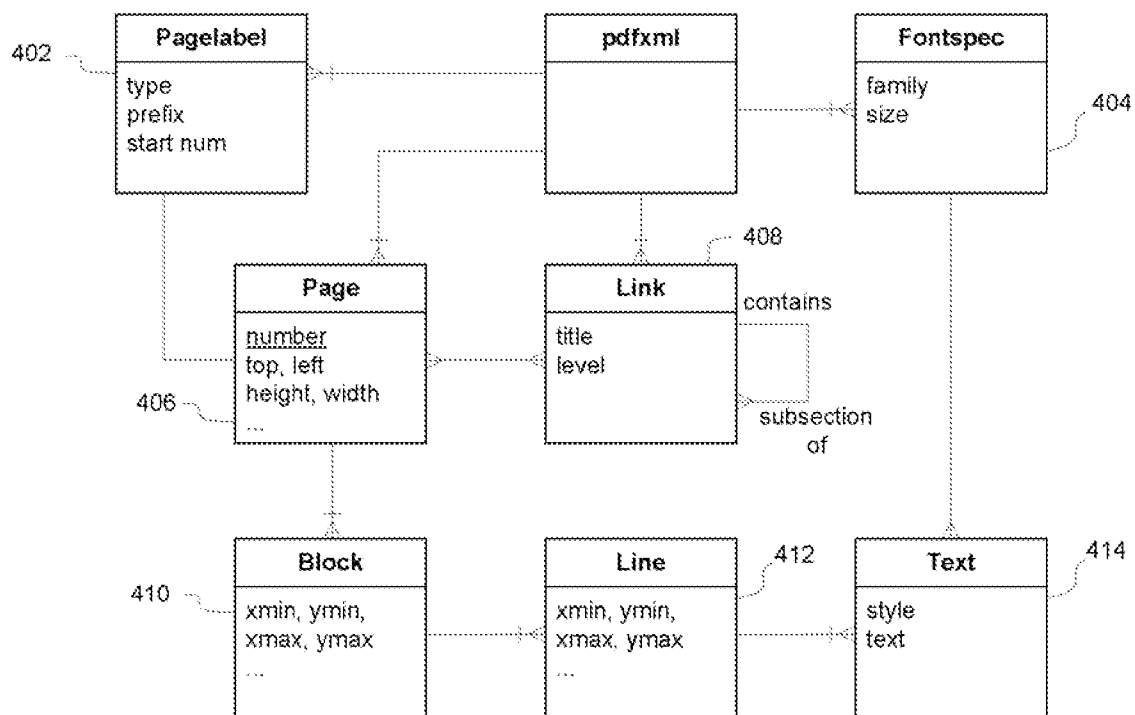 Pagelabel
type
prefix
start num
402
pdfxml
Fontspec
family
size
404
Page
number
top, left
height, width
...
406
Link
title
level
408
contains
subsection
of
Block
xmin, ymin,
xmax, ymax
...
410
Line
xmin, ymin,
xmax, ymax
...
412
Text
style
text
414